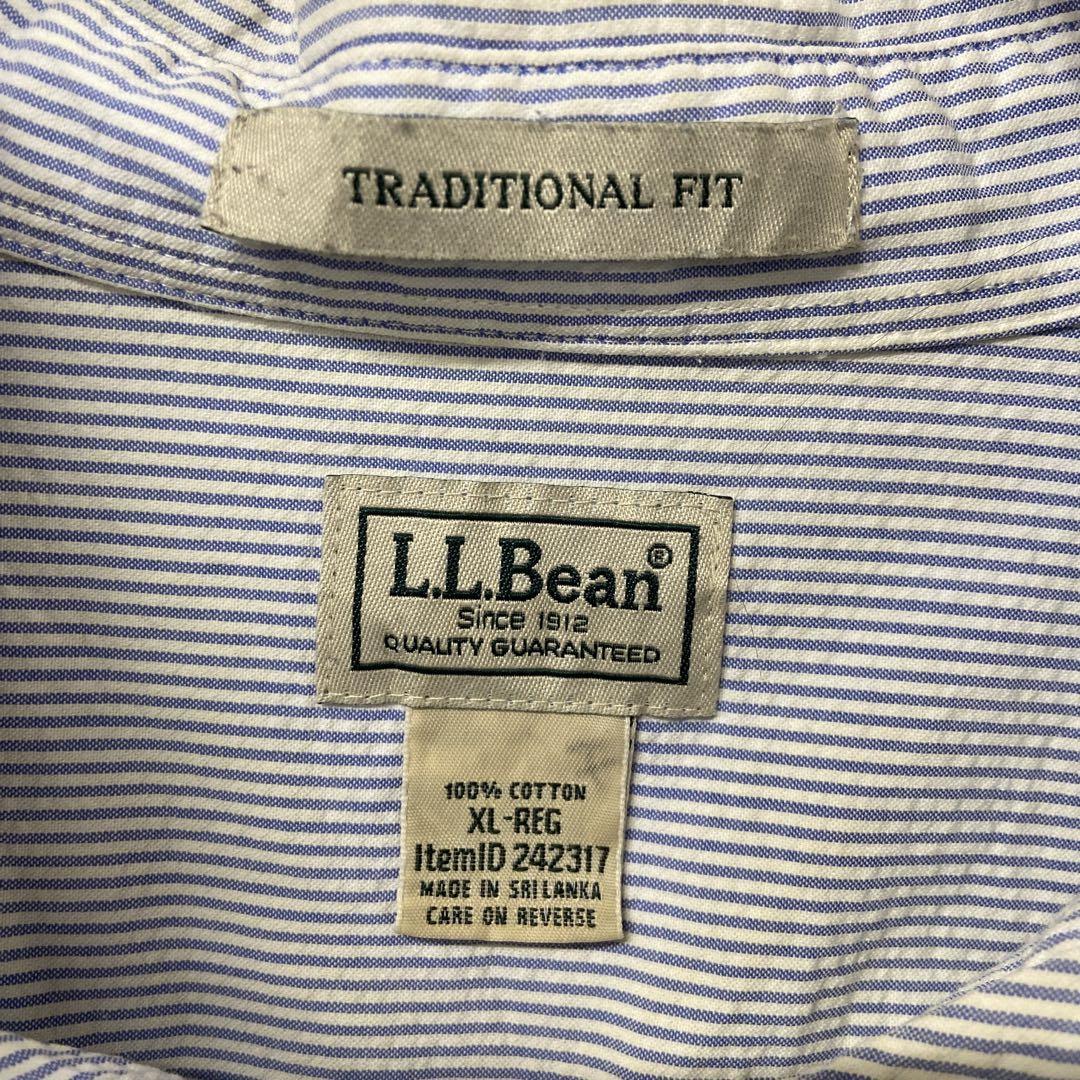 TRADITIONAL FIT
L.L.Bean®
Since 1912
QUALITY GUARANTEED
100% COTTON
XL-REG
ItemID 242317
MADE IN SRI LANKA
CARE ON REVERSE